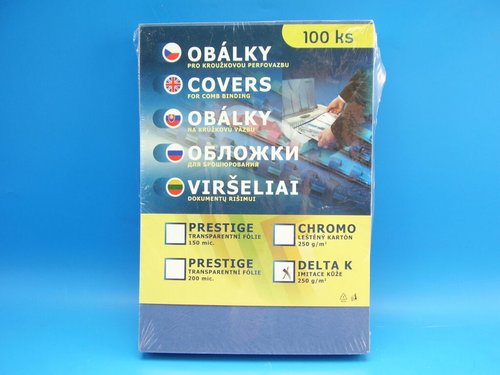 100 ks
OBÁLKY
PRO KROUŽKOVOU PERFOVAZBU
COVERS
FOR COMB BINDING
OBÁLKY
NA KRÚŽKOVÚ VÄZBU
ОБЛОЖКИ
ДЛЯ БРОШЮРОВАНИЯ
VIRŠELIAI
DOKUMENTŲ RIŠIMUI
PRESTIGE
TRANSPARENTNÍ FÓLIE
150 mic.
CHROMO
LEŠTĚNÝ KARTON
250 g/m²
PRESTIGE
TRANSPARENTNÍ FÓLIE
200 mic.
DELTA K
IMITACE KŮŽE
250 g/m²